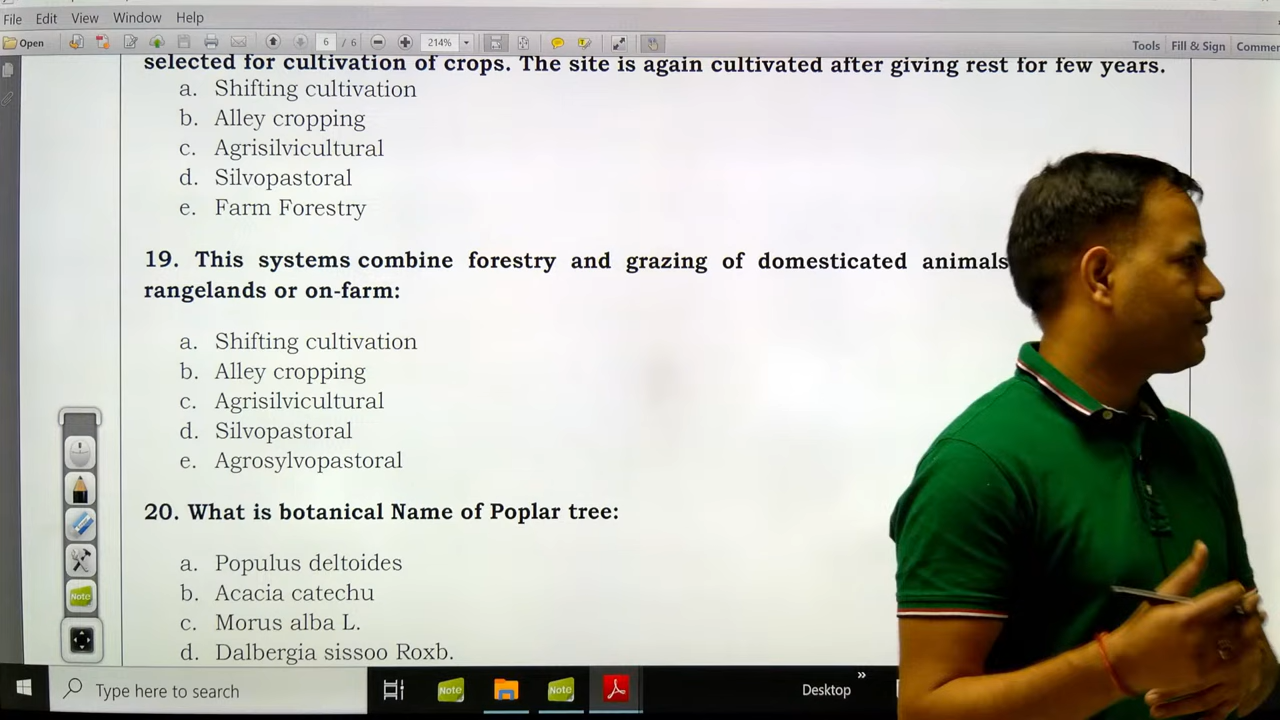 File Edit View Window Help
Open 6 / 6 214% Tools Fill & Sign
selected for cultivation of crops. The site is again cultivated after giving rest for few years.
a. Shifting cultivation
b. Alley cropping
c. Agrisilvicultural
d. Silvopastoral
e. Farm Forestry
19. This systems combine forestry and grazing of domesticated animals
rangelands or on-farm:
a. Shifting cultivation
b. Alley cropping
c. Agrisilvicultural
d. Silvopastoral
e. Agrosylvopastoral
20. What is botanical Name of Poplar tree:
a. Populus deltoides
b. Acacia catechu
c. Morus alba L.
d. Dalbergia sissoo Roxb.
Note
Type here to search Note Note Desktop »